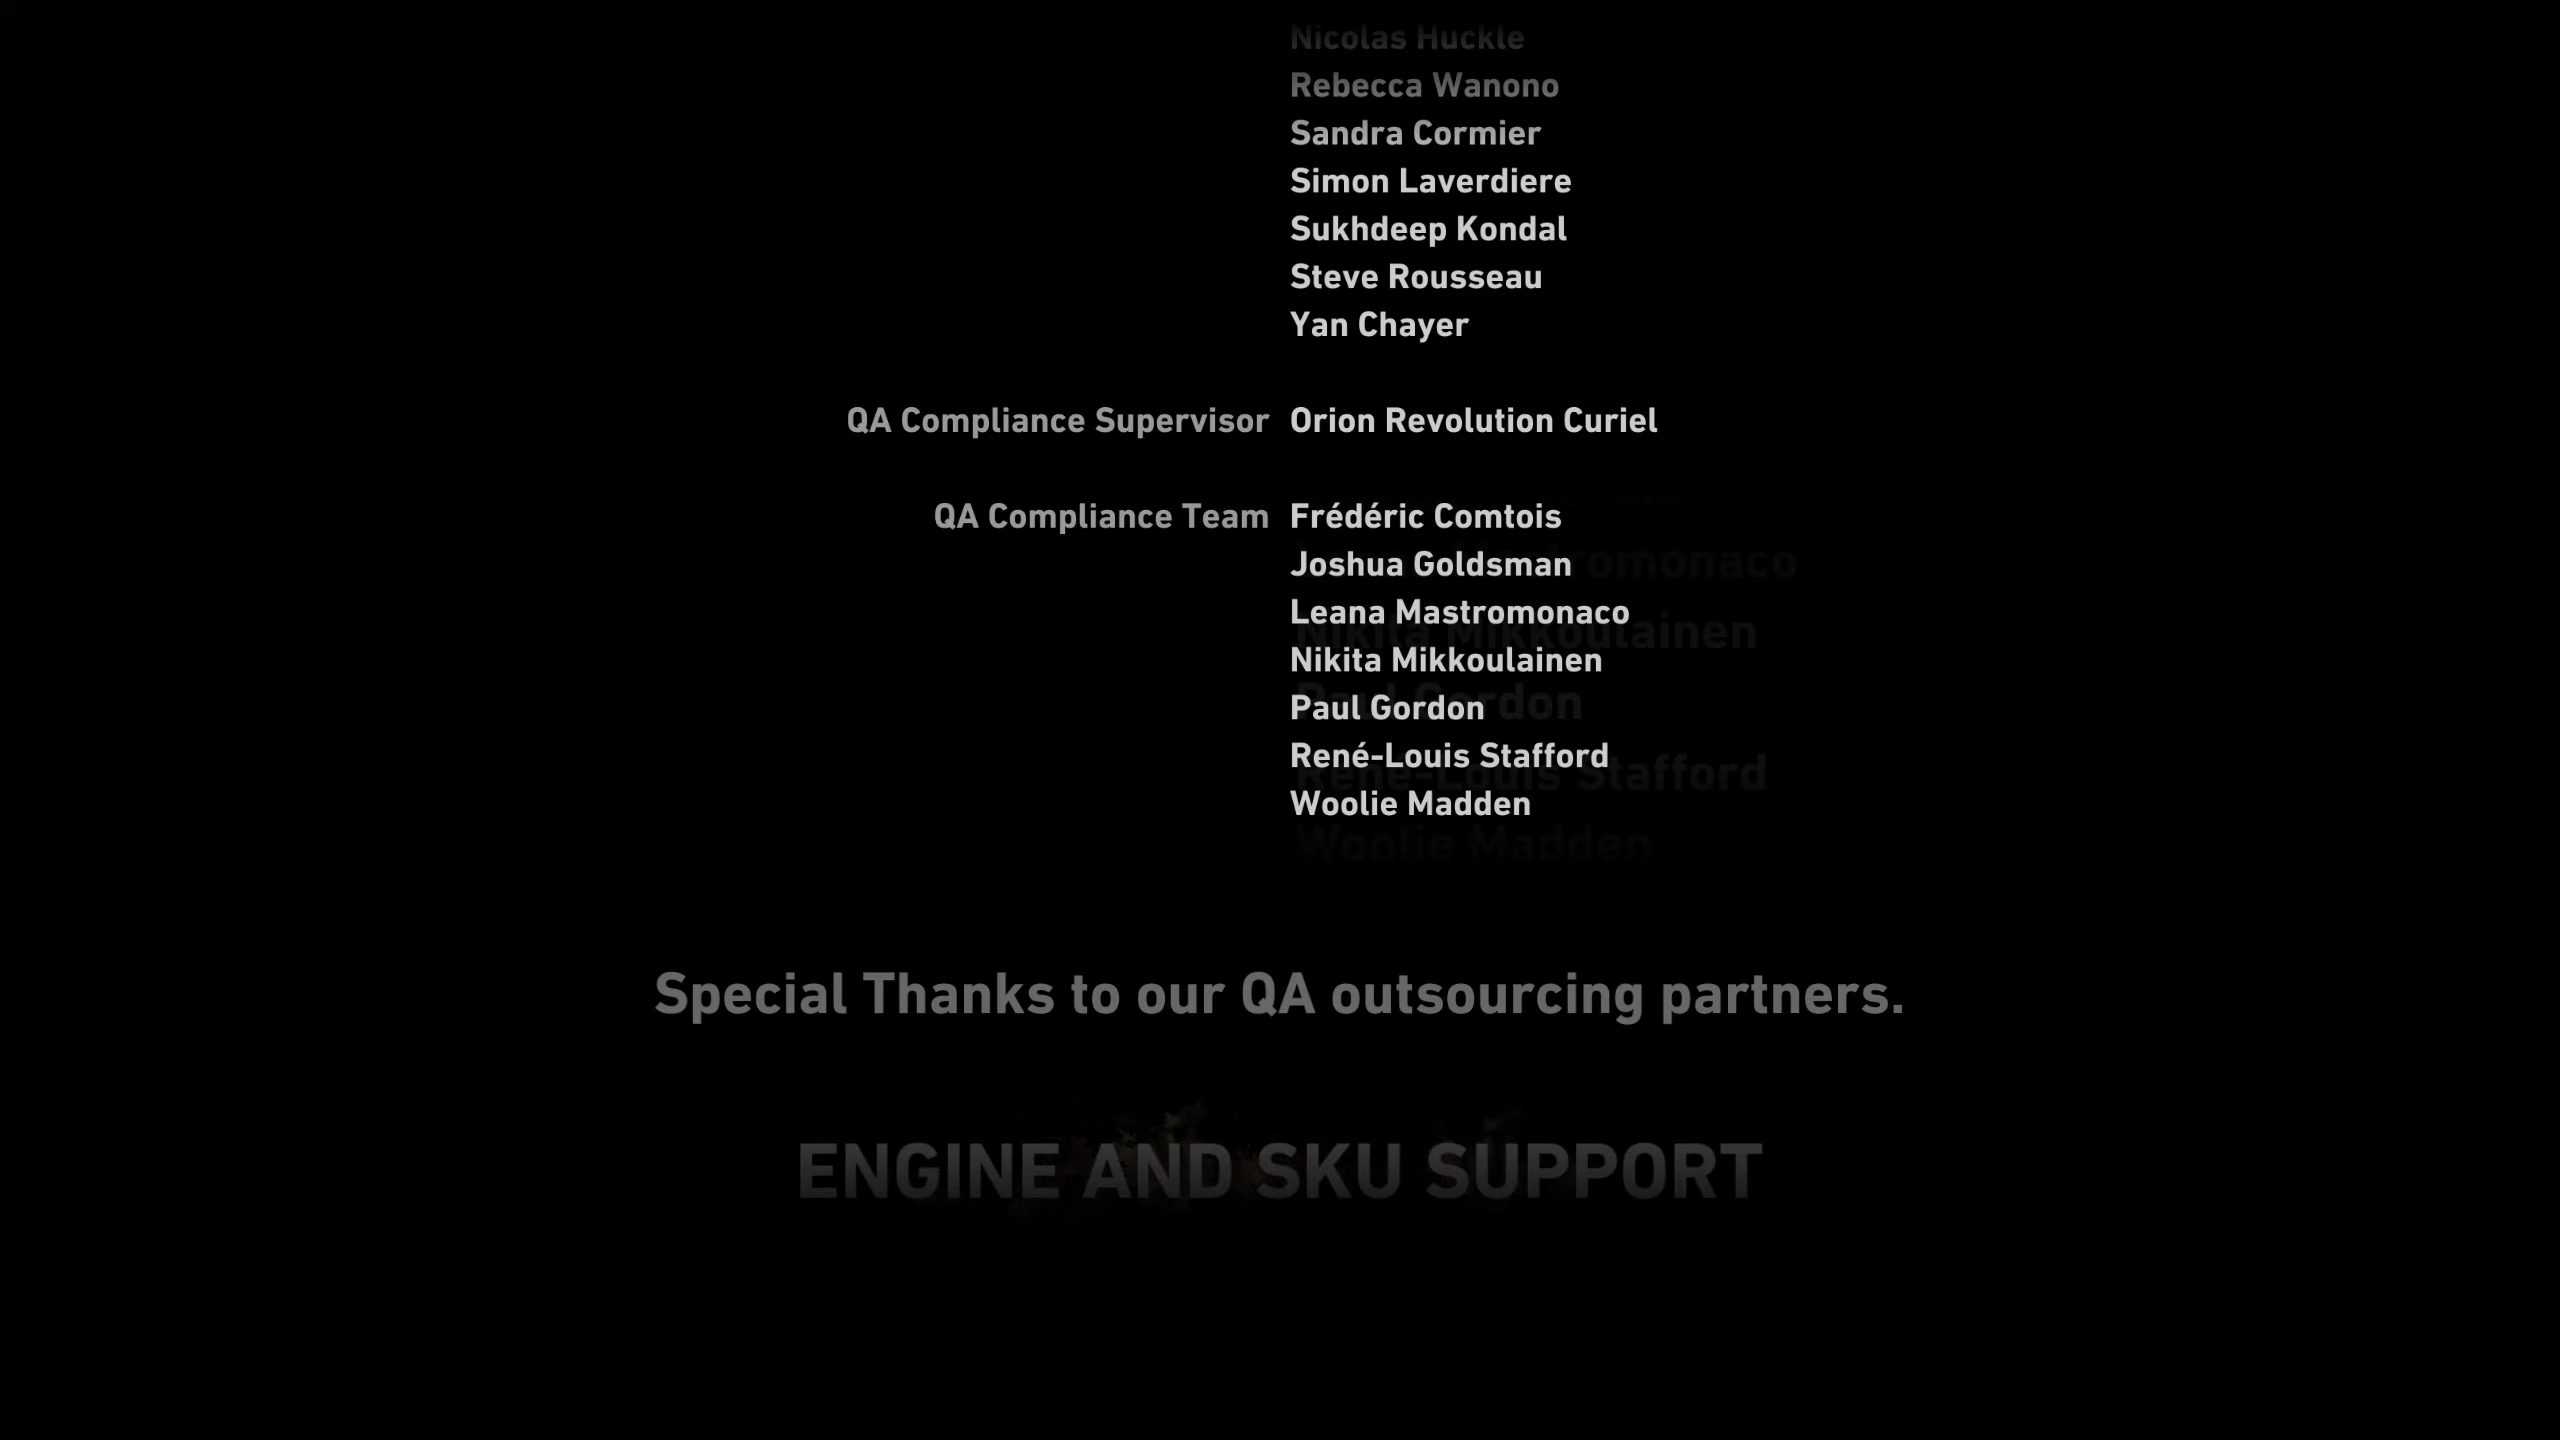 Nicolas Huckle
Rebecca Wanono
Sandra Cormier
Simon Laverdiere
Sukhdeep Kondal
Steve Rousseau
Yan Chayer
QA Compliance Supervisor Orion Revolution Curiel
QA Compliance Team Frédéric Comtois
Joshua Goldsman
Leana Mastromonaco
Nikita Mikkoulainen
Paul Gordon
René-Louis Stafford
Woolie Madden
Special Thanks to our QA outsourcing partners.
ENGINE AND SKU SUPPORT